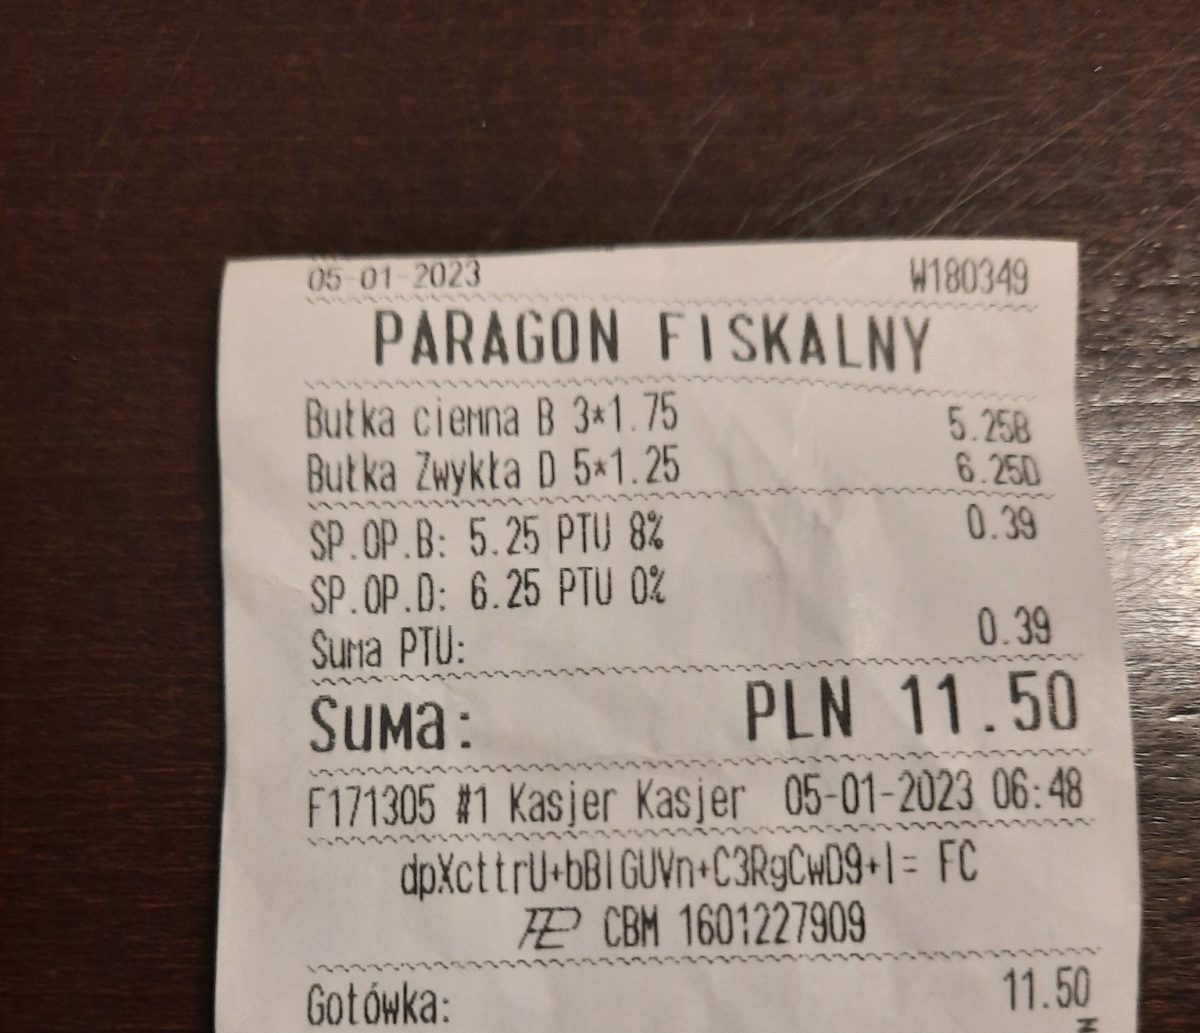 05-01-2023 W180349
PARAGON FISKALNY
Bułka ciemna B 3*1.75 5.25B
Bułka Zwykła D 5*1.25 6.25D
SP.OP.B: 5.25 PTU 8% 0.39
SP.OP.D: 6.25 PTU 0%
Suma PTU: 0.39
Suma: PLN 11.50
F171305 #1 Kasjer Kasjer 05-01-2023 06:48
dpXcttrU+bBIGUVn+C3RgCwD9+I= FC
CBM 1601227909
Gotówka: 11.50